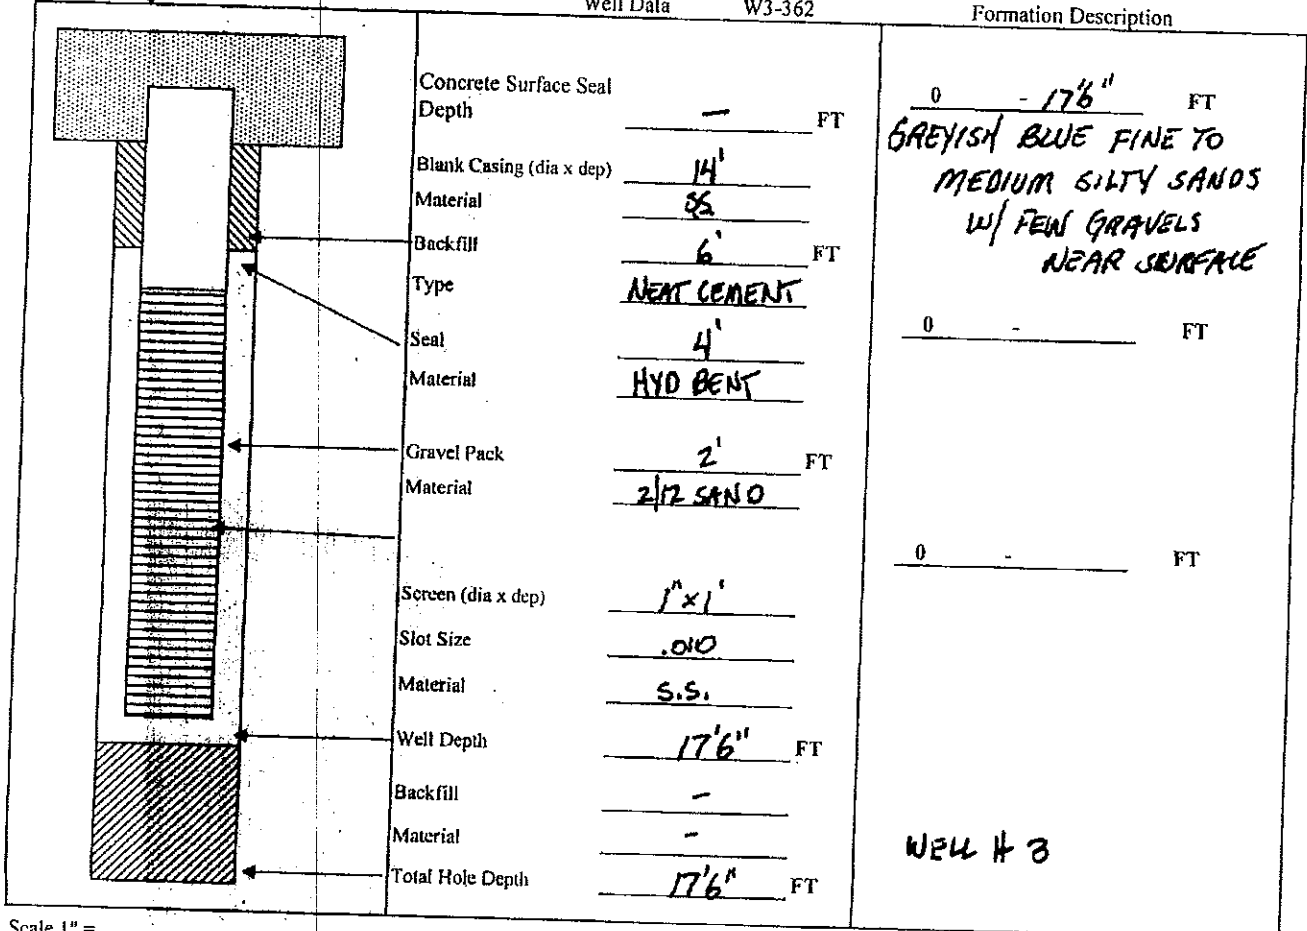 Well Data W3-362 Formation Description
Concrete Surface Seal
Depth - FT
Blank Casing (dia x dep) 14'
Material SS
Backfill 6' FT
Type NEAT CEMENT
Seal 4'
Material HYD BENT
Gravel Pack 2' FT
Material 2/12 SAND
Screen (dia x dep) 1" x 1'
Slot Size .010
Material S.S.
Well Depth 17'6" FT
Backfill -
Material -
Total Hole Depth 17'6" FT
0 - 17'6" FT
GREYISH BLUE FINE TO
MEDIUM SILTY SANDS
W/ FEW GRAVELS
NEAR SURFACE
0 - FT
0 - FT
WELL # 3
Scale 1" =